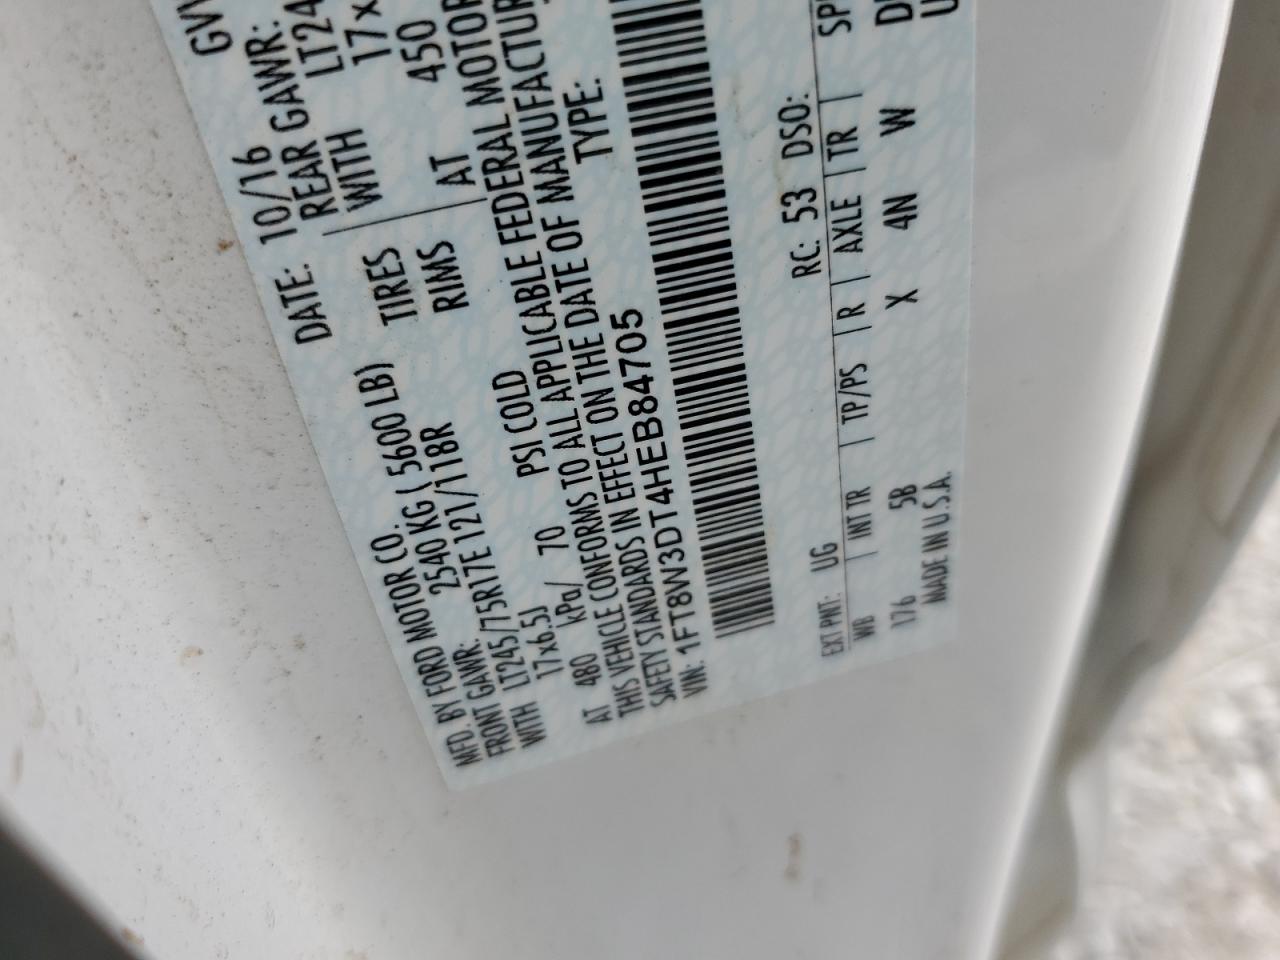 MFD. BY FORD MOTOR CO.
DATE: 10/16
GV
FRONT GAWR: 2540 KG ( 5600 LB)
REAR GAWR:
WITH LT245/75R17E 121/118R
TIRES
WITH LT24
17x6.5J
RIMS
17x
AT 480 kPa/ 70 PSI COLD
AT 450
THIS VEHICLE CONFORMS TO ALL APPLICABLE FEDERAL MOTOR
SAFETY STANDARDS IN EFFECT ON THE DATE OF MANUFACTUR
VIN: 1FT8W3DT4HEB84705
TYPE:
EXT PNT: UG
RC: 53 DSO:
WB | INT TR | TP/PS | R | AXLE | TR | SP
176 5B X 4N W D
MADE IN U.S.A. U